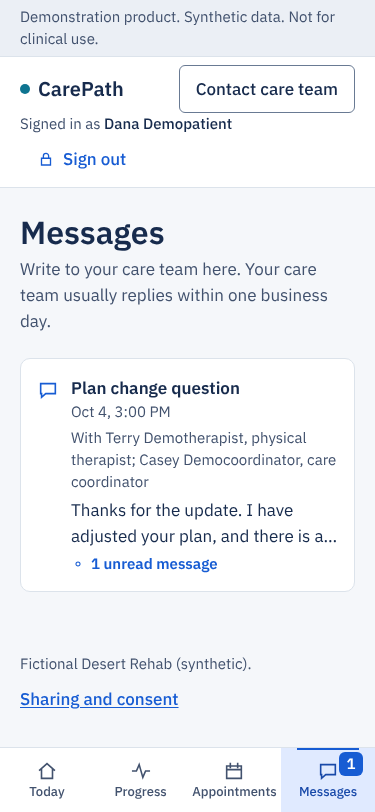 Demonstration product. Synthetic data. Not for
clinical use.
CarePath
Contact care team
Signed in as Dana Demopatient
Sign out
Messages
Write to your care team here. Your care
team usually replies within one business
day.
Plan change question
Oct 4, 3:00 PM
With Terry Demotherapist, physical
therapist; Casey Democoordinator, care
coordinator
Thanks for the update. I have
adjusted your plan, and there is a...
1 unread message
Fictional Desert Rehab (synthetic).
Sharing and consent
Today
Progress
Appointments
1
Messages